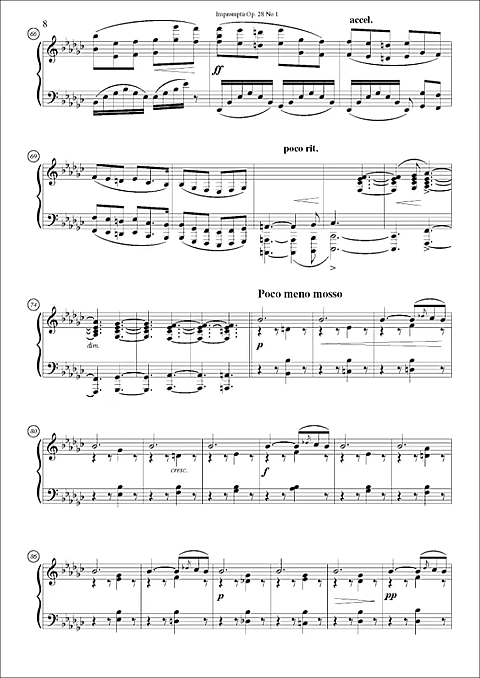 8
Impromptu Op. 28 No 1
66
accel.
ff
69
poco rit.
74
Poco meno mosso
dim.
p
80
cresc.
f
86
p
pp